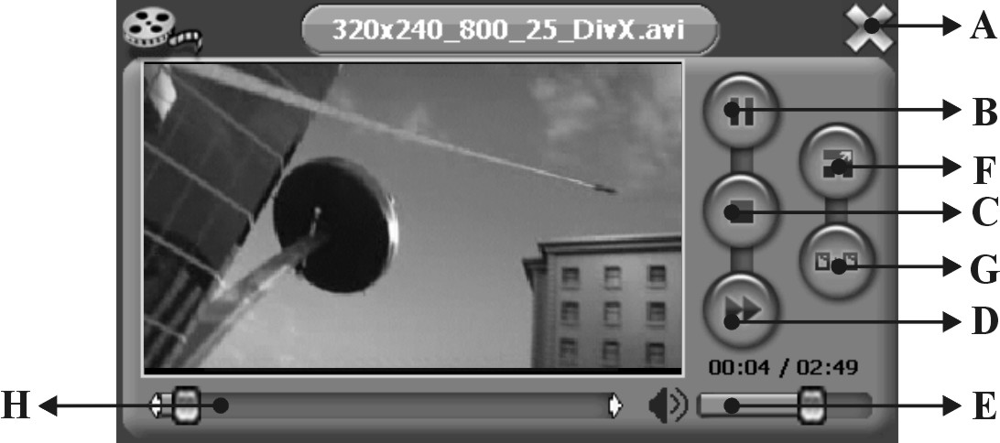 320x240_800_25_DivX.avi
A
B
F
C
G
D
00:04 / 02:49
H
E